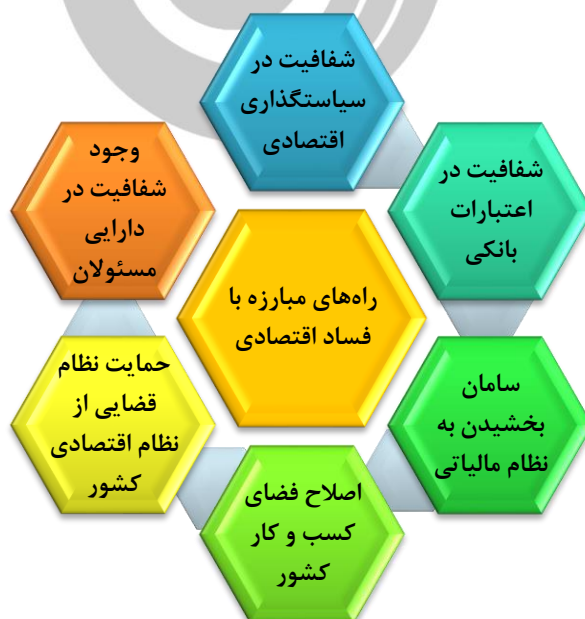 راه‌های مبارزه با
فساد اقتصادی
شفافیت در
سیاستگذاری
اقتصادی
شفافیت در
اعتبارات
بانکی
سامان
بخشیدن به
نظام مالیاتی
اصلاح فضای
کسب و کار
کشور
حمایت نظام
قضایی از
نظام اقتصادی
کشور
وجود
شفافیت در
دارایی
مسئولان